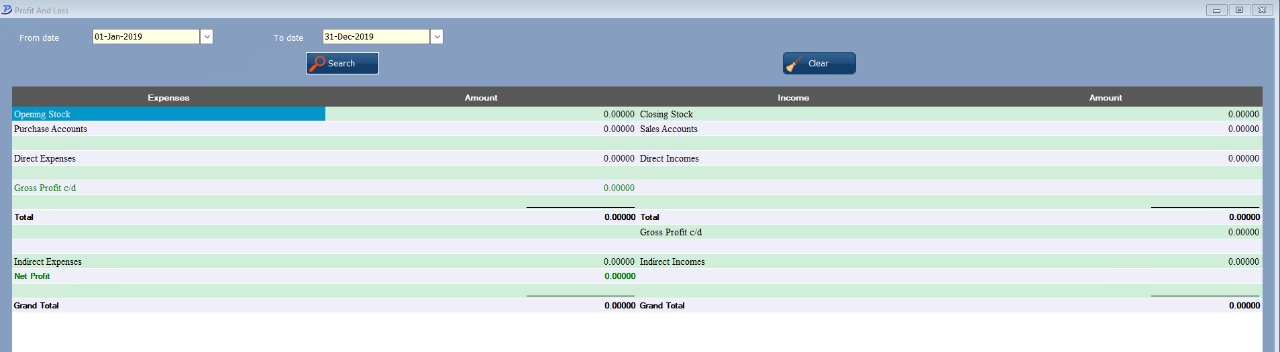 Profit And Loss
From date 01-Jan-2019 To date 31-Dec-2019
Search Clear
Expenses Amount Income Amount
Opening Stock 0.00000 Closing Stock 0.00000
Purchase Accounts 0.00000 Sales Accounts 0.00000
Direct Expenses 0.00000 Direct Incomes 0.00000
Gross Profit c/d 0.00000
Total 0.00000 Total 0.00000
Gross Profit c/d 0.00000
Indirect Expenses 0.00000 Indirect Incomes 0.00000
Net Profit 0.00000
Grand Total 0.00000 Grand Total 0.00000